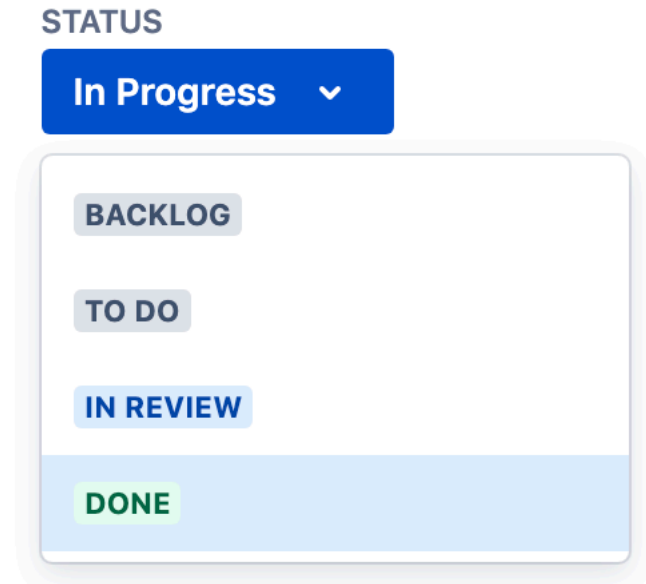 STATUS
In Progress
BACKLOG
TO DO
IN REVIEW
DONE